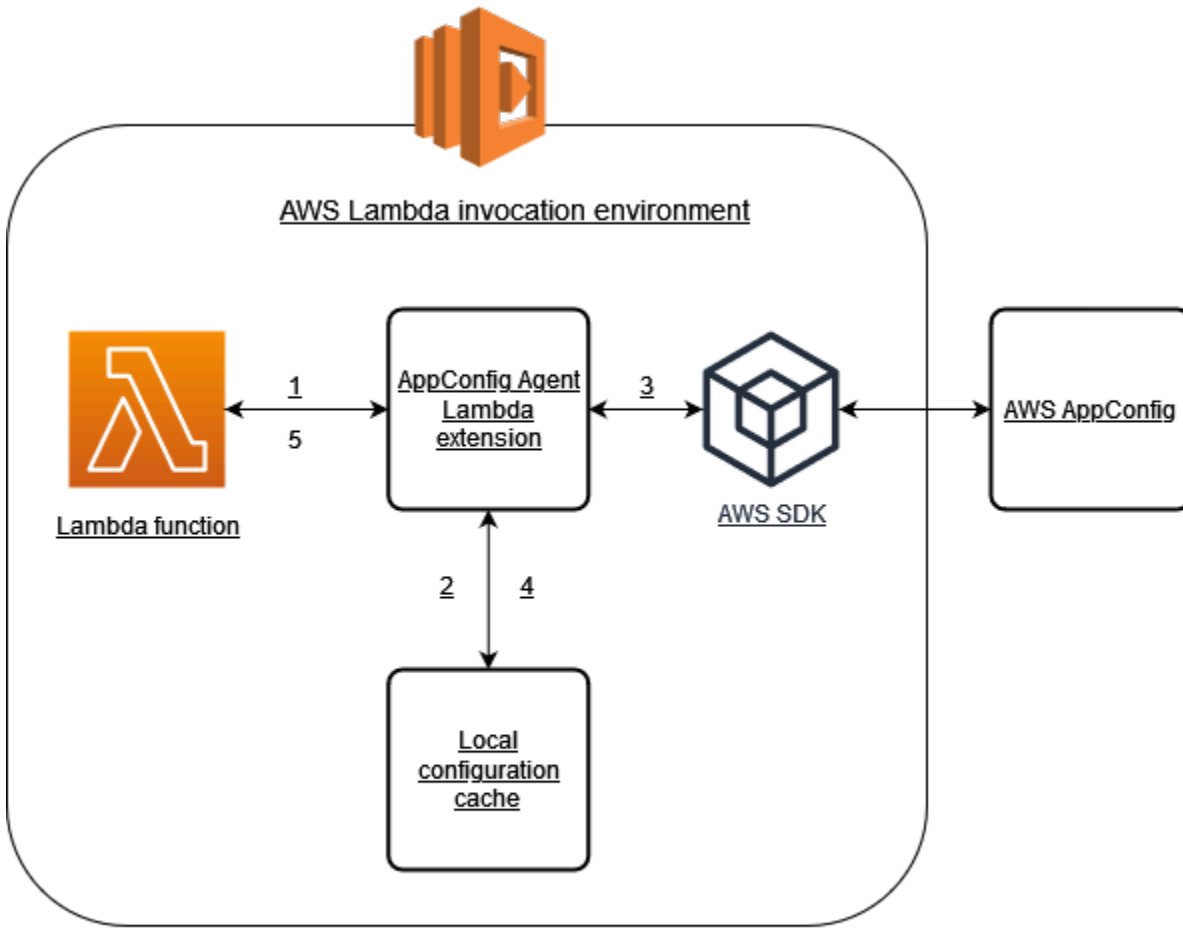 AWS Lambda invocation environment
1
5
AppConfig Agent
Lambda
extension
3
AWS AppConfig
Lambda function
AWS SDK
2
4
Local
configuration
cache